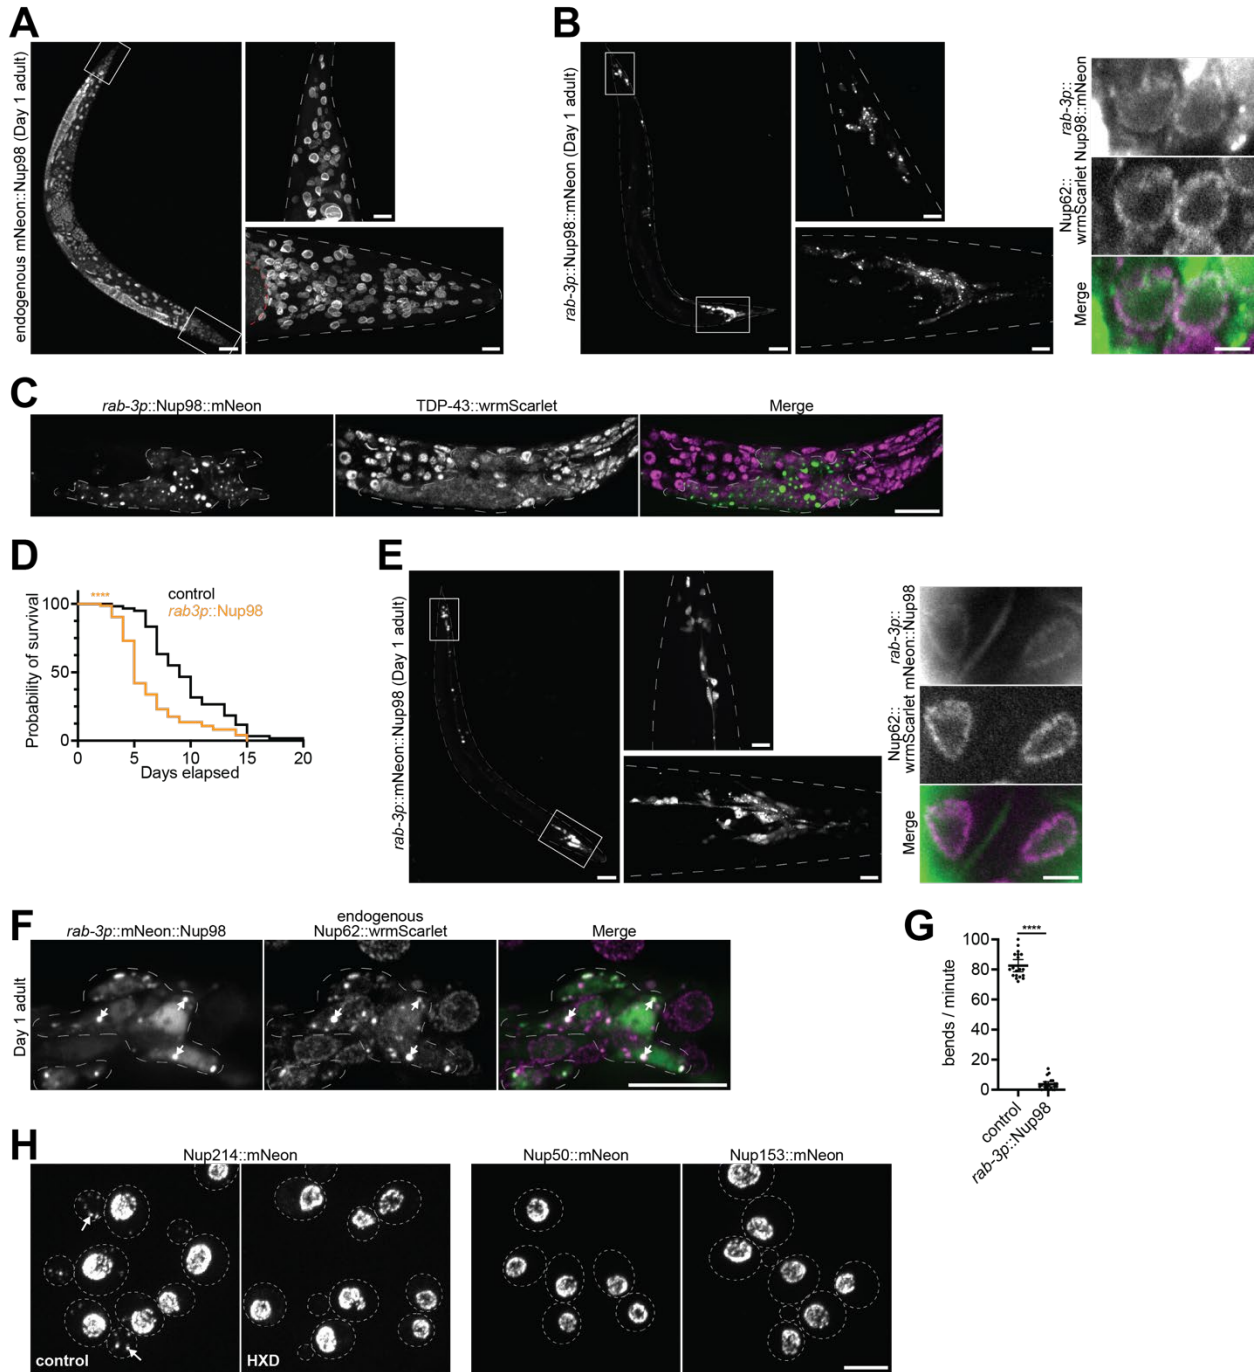 A
endogenous mNeon::Nup98 (Day 1 adult)
B
rab-3p::Nup98::mNeon (Day 1 adult)
rab-3p::
Nup98::mNeon
Nup62::
wrmScarlet
Merge
C
rab-3p::Nup98::mNeon
TDP-43::wrmScarlet
Merge
D
control
rab3p::Nup98
****
Probability of survival
100
50
0
0
5
10
15
20
Days elapsed
E
rab-3p::mNeon::Nup98 (Day 1 adult)
rab-3p::
mNeon::Nup98
Nup62::
wrmScarlet
Merge
F
rab-3p::mNeon::Nup98
endogenous
Nup62::wrmScarlet
Merge
Day 1 adult
G
****
bends / minute
100
80
60
40
20
0
control
rab-3p::Nup98
H
Nup214::mNeon
Nup50::mNeon
Nup153::mNeon
control
HXD